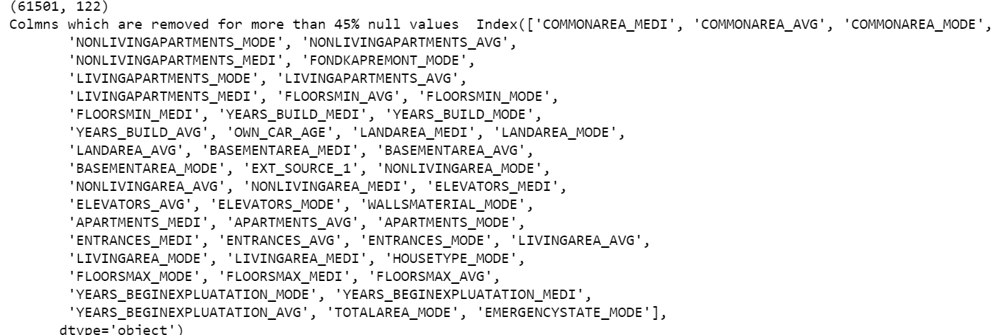 (61501, 122)
Colmns which are removed for more than 45% null values  Index(['COMMONAREA_MEDI', 'COMMONAREA_AVG', 'COMMONAREA_MODE',
'NONLIVINGAPARTMENTS_MODE', 'NONLIVINGAPARTMENTS_AVG',
'NONLIVINGAPARTMENTS_MEDI', 'FONDKAPREMONT_MODE',
'LIVINGAPARTMENTS_MODE', 'LIVINGAPARTMENTS_AVG',
'LIVINGAPARTMENTS_MEDI', 'FLOORSMIN_AVG', 'FLOORSMIN_MODE',
'FLOORSMIN_MEDI', 'YEARS_BUILD_MEDI', 'YEARS_BUILD_MODE',
'YEARS_BUILD_AVG', 'OWN_CAR_AGE', 'LANDAREA_MEDI', 'LANDAREA_MODE',
'LANDAREA_AVG', 'BASEMENTAREA_MEDI', 'BASEMENTAREA_AVG',
'BASEMENTAREA_MODE', 'EXT_SOURCE_1', 'NONLIVINGAREA_MODE',
'NONLIVINGAREA_AVG', 'NONLIVINGAREA_MEDI', 'ELEVATORS_MEDI',
'ELEVATORS_AVG', 'ELEVATORS_MODE', 'WALLSMATERIAL_MODE',
'APARTMENTS_MEDI', 'APARTMENTS_AVG', 'APARTMENTS_MODE',
'ENTRANCES_MEDI', 'ENTRANCES_AVG', 'ENTRANCES_MODE', 'LIVINGAREA_AVG',
'LIVINGAREA_MODE', 'LIVINGAREA_MEDI', 'HOUSETYPE_MODE',
'FLOORSMAX_MODE', 'FLOORSMAX_MEDI', 'FLOORSMAX_AVG',
'YEARS_BEGINEXPLUATATION_MODE', 'YEARS_BEGINEXPLUATATION_MEDI',
'YEARS_BEGINEXPLUATATION_AVG', 'TOTALAREA_MODE', 'EMERGENCYSTATE_MODE'],
dtype='object')